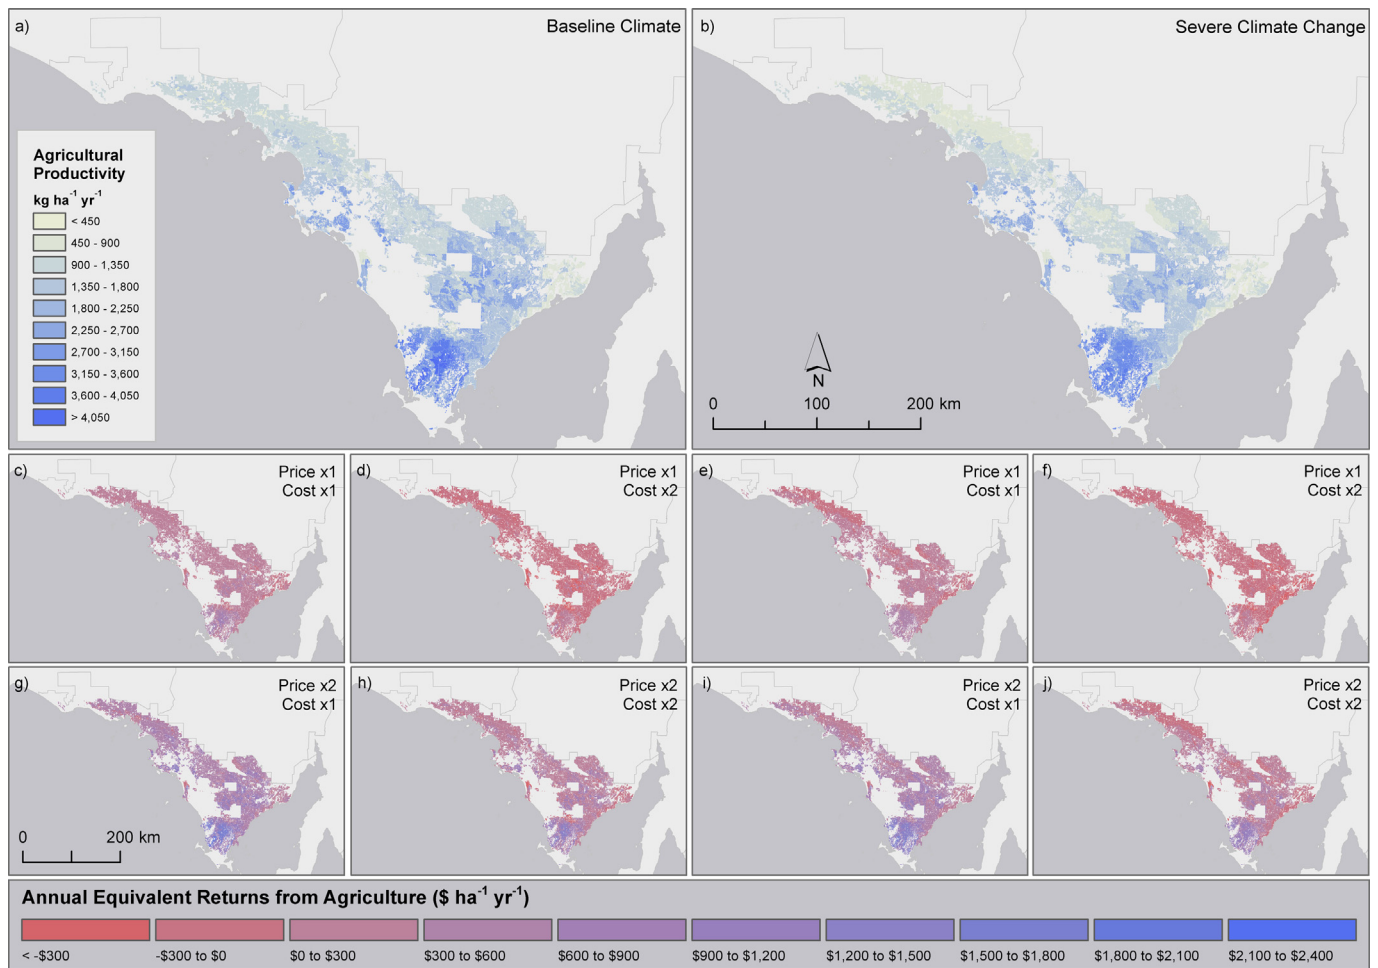 a)
Baseline Climate
Agricultural
Productivity
kg ha⁻¹ yr⁻¹
< 450
450 - 900
900 - 1,350
1,350 - 1,800
1,800 - 2,250
2,250 - 2,700
2,700 - 3,150
3,150 - 3,600
3,600 - 4,050
> 4,050
b)
Severe Climate Change
N
0 100 200 km
c)
Price x1
Cost x1
d)
Price x1
Cost x2
e)
Price x1
Cost x1
f)
Price x1
Cost x2
g)
Price x2
Cost x1
0 200 km
h)
Price x2
Cost x2
i)
Price x2
Cost x1
j)
Price x2
Cost x2
Annual Equivalent Returns from Agriculture ($ ha⁻¹ yr⁻¹)
< -$300 -$300 to $0 $0 to $300 $300 to $600 $600 to $900 $900 to $1,200 $1,200 to $1,500 $1,500 to $1,800 $1,800 to $2,100 $2,100 to $2,400